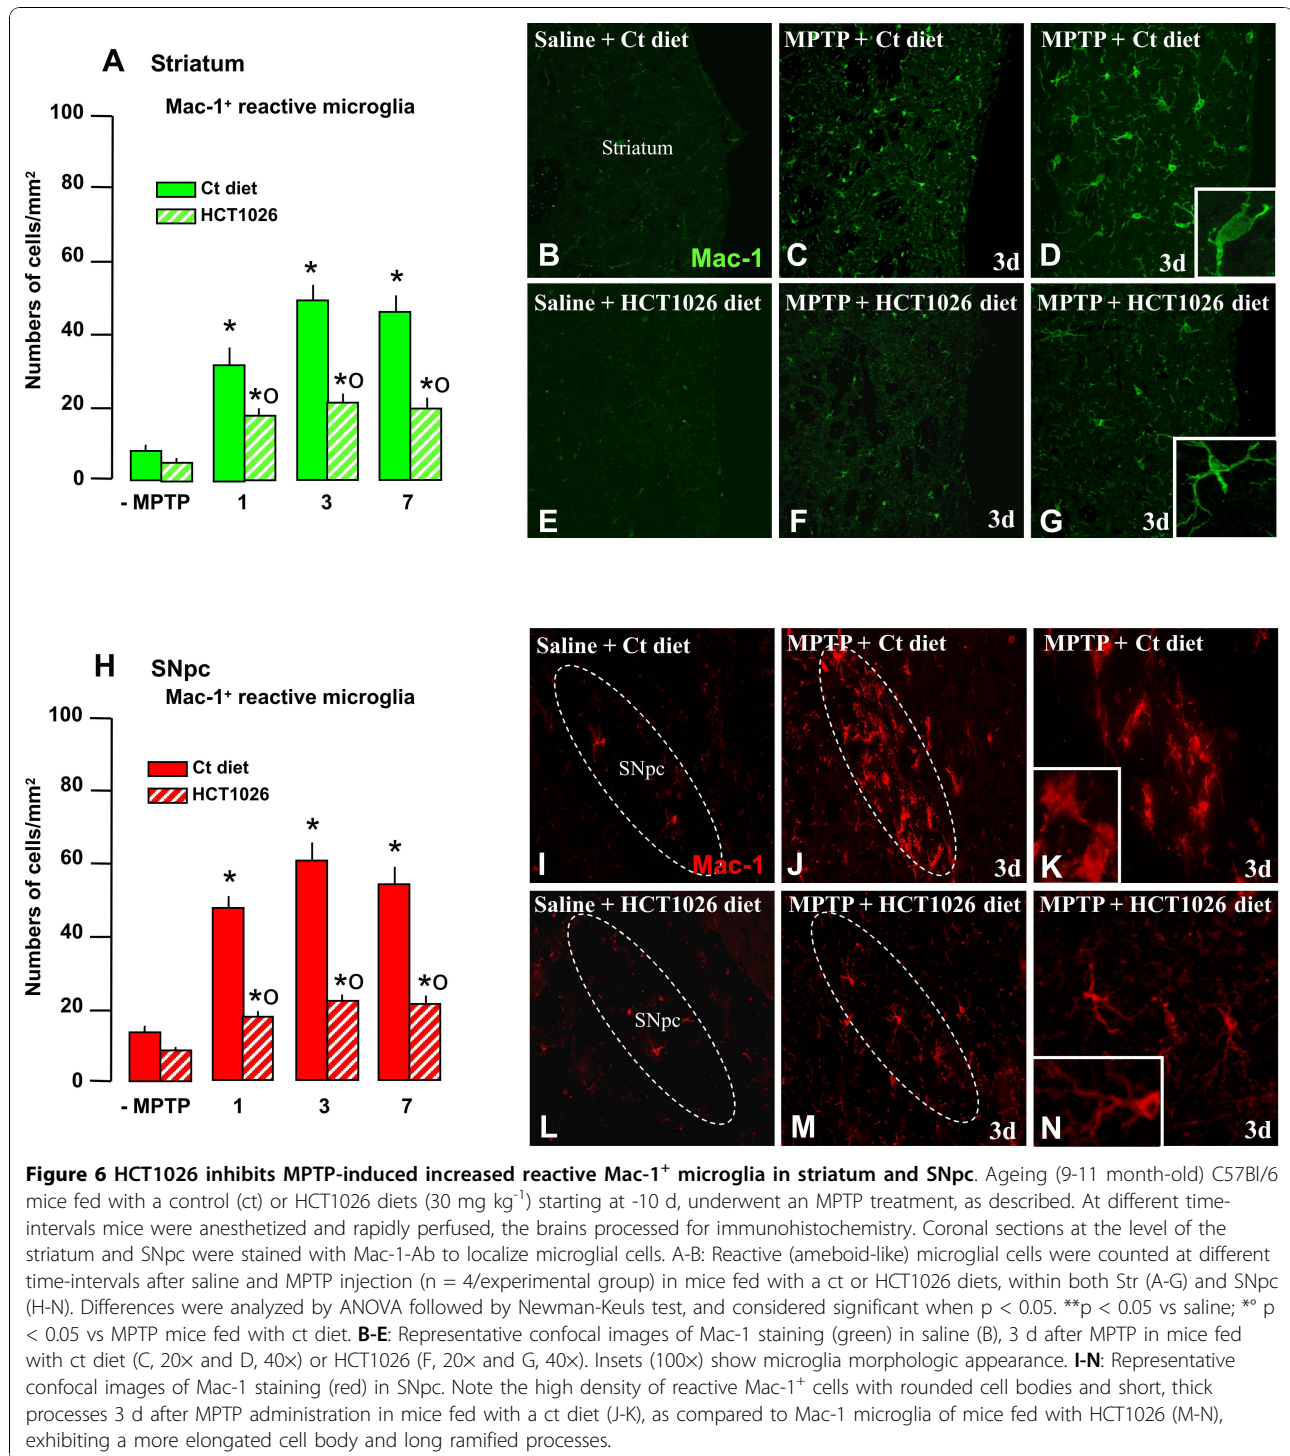 A Striatum
Mac-1⁺ reactive microglia
Numbers of cells/mm²
100
80
60
40
20
0
Ct diet
HCT1026
*
*O
*
*O
*
*O
- MPTP 1 3 7
Saline + Ct diet
Striatum
B
Mac-1
MPTP + Ct diet
C
3d
MPTP + Ct diet
D
3d
Saline + HCT1026 diet
E
MPTP + HCT1026 diet
F
3d
MPTP + HCT1026 diet
G
3d
H SNpc
Mac-1⁺ reactive microglia
Numbers of cells/mm²
100
80
60
40
20
0
Ct diet
HCT1026
*
*O
*
*O
*
*O
- MPTP 1 3 7
Saline + Ct diet
SNpc
I
Mac-1
MPTP + Ct diet
J
3d
MPTP + Ct diet
K
3d
Saline + HCT1026 diet
SNpc
L
MPTP + HCT1026 diet
M
3d
MPTP + HCT1026 diet
N
3d
Figure 6 HCT1026 inhibits MPTP-induced increased reactive Mac-1⁺ microglia in striatum and SNpc. Ageing (9-11 month-old) C57Bl/6
mice fed with a control (ct) or HCT1026 diets (30 mg kg⁻¹) starting at -10 d, underwent an MPTP treatment, as described. At different time-
intervals mice were anesthetized and rapidly perfused, the brains processed for immunohistochemistry. Coronal sections at the level of the
striatum and SNpc were stained with Mac-1-Ab to localize microglial cells. A-B: Reactive (ameboid-like) microglial cells were counted at different
time-intervals after saline and MPTP injection (n = 4/experimental group) in mice fed with a ct or HCT1026 diets, within both Str (A-G) and SNpc
(H-N). Differences were analyzed by ANOVA followed by Newman-Keuls test, and considered significant when p < 0.05. **p < 0.05 vs saline; *° p
< 0.05 vs MPTP mice fed with ct diet. B-E: Representative confocal images of Mac-1 staining (green) in saline (B), 3 d after MPTP in mice fed
with ct diet (C, 20× and D, 40×) or HCT1026 (F, 20× and G, 40×). Insets (100×) show microglia morphologic appearance. I-N: Representative
confocal images of Mac-1 staining (red) in SNpc. Note the high density of reactive Mac-1⁺ cells with rounded cell bodies and short, thick
processes 3 d after MPTP administration in mice fed with a ct diet (J-K), as compared to Mac-1 microglia of mice fed with HCT1026 (M-N),
exhibiting a more elongated cell body and long ramified processes.